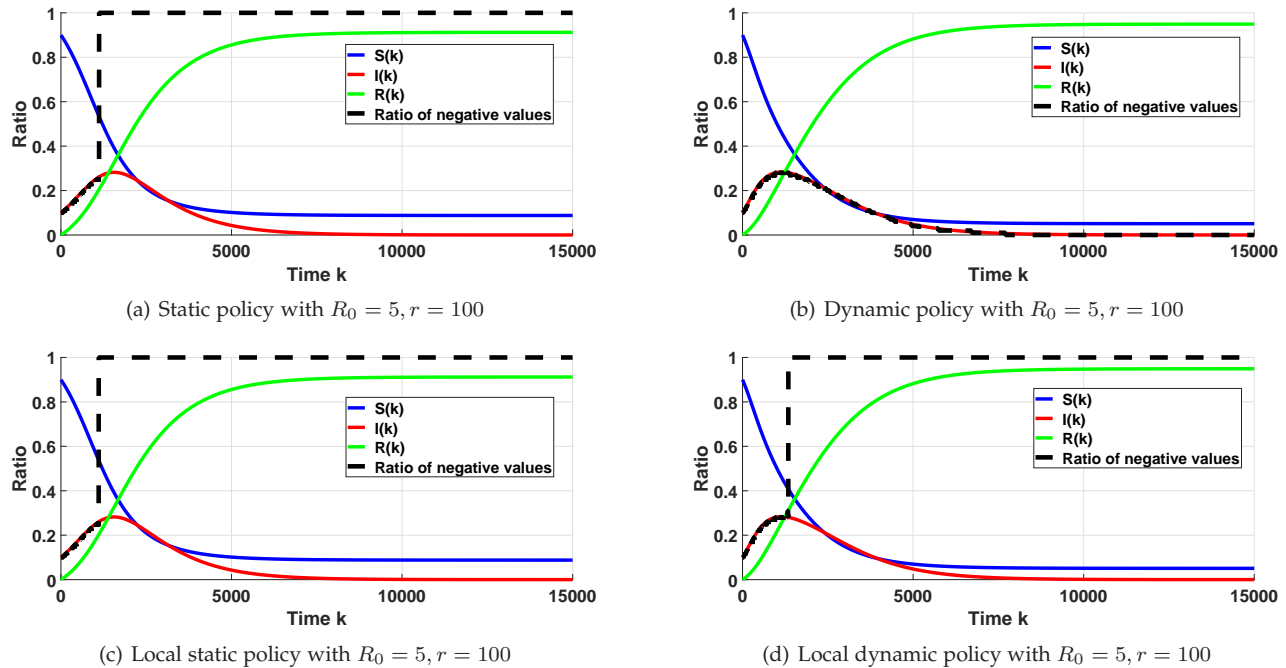 1
0.8
0.6
0.4
0.2
0
Ratio
0 5000 10000 15000
Time k
S(k)
I(k)
R(k)
Ratio of negative values
(a) Static policy with R₀ = 5, r = 100
1
0.8
0.6
0.4
0.2
0
Ratio
0 5000 10000 15000
Time k
S(k)
I(k)
R(k)
Ratio of negative values
(b) Dynamic policy with R₀ = 5, r = 100
1
0.8
0.6
0.4
0.2
0
Ratio
0 5000 10000 15000
Time k
S(k)
I(k)
R(k)
Ratio of negative values
(c) Local static policy with R₀ = 5, r = 100
1
0.8
0.6
0.4
0.2
0
Ratio
0 5000 10000 15000
Time k
S(k)
I(k)
R(k)
Ratio of negative values
(d) Local dynamic policy with R₀ = 5, r = 100